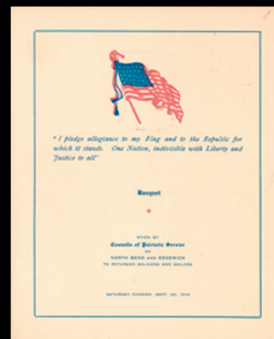 "I pledge allegiance to my Flag and to the Republic for
which it stands. One Nation, indivisible with Liberty and
Justice to all"
Banquet
GIVEN BY
Councils of Patriotic Service
OF
NORTH BEND AND EDGEWICK
TO RETURNED SOLDIERS AND SAILORS
SATURDAY EVENING, SEPT.